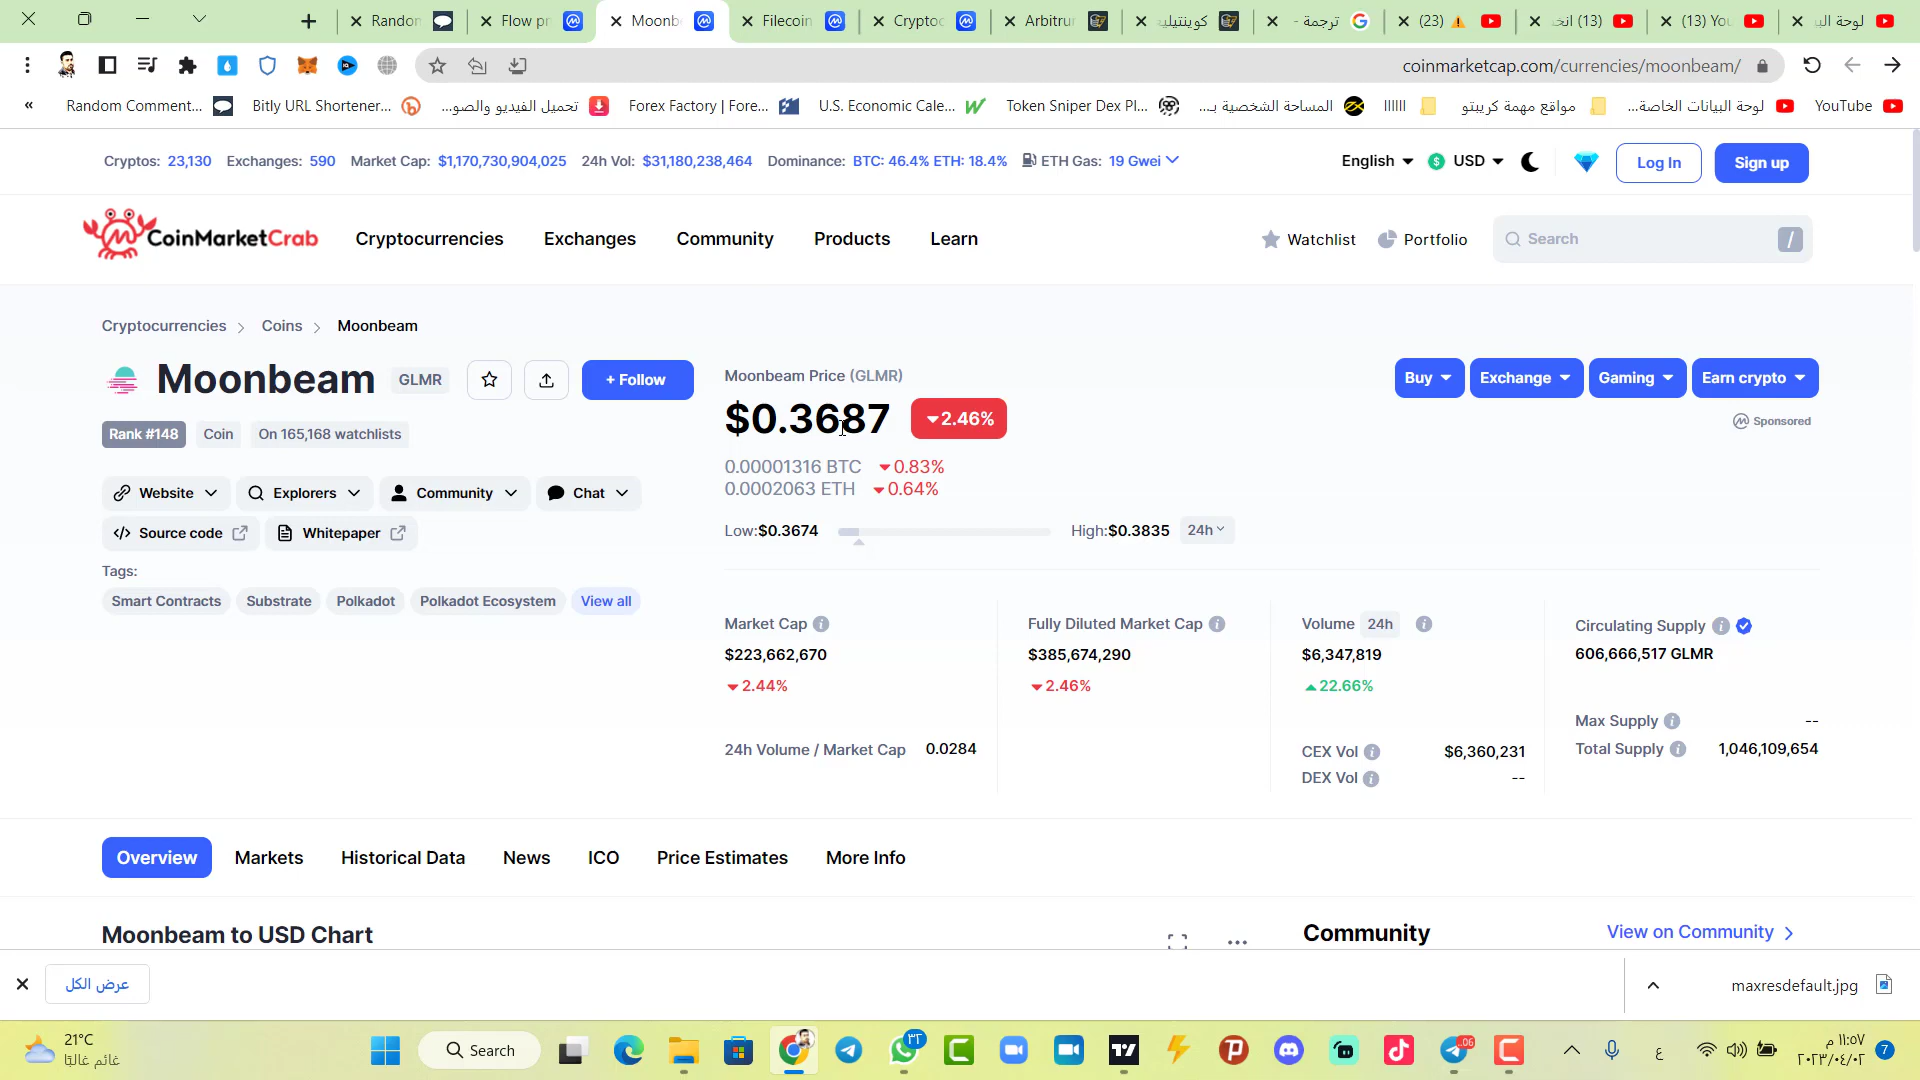 Random
Flow pr
Moonb
Filecoin
Cryptoc
Arbitru
كوينتيلي
ترجمة -
(23)
(13) انخ
(13) You
لوحة البي
coinmarketcap.com/currencies/moonbeam/
« Random Comment... Bitly URL Shortener... تحميل الفيديو والصو... Forex Factory | Fore... U.S. Economic Cale... Token Sniper Dex Pl... المساحة الشخصية بـ... llllll مواقع مهمة كريبتو لوحة البيانات الخاصة... YouTube
Cryptos: 23,130 Exchanges: 590 Market Cap: $1,170,730,904,025 24h Vol: $31,180,238,464 Dominance: BTC: 46.4% ETH: 18.4% ETH Gas: 19 Gwei
English USD Log In Sign up
CoinMarketCrab Cryptocurrencies Exchanges Community Products Learn
Watchlist Portfolio Search /
Cryptocurrencies > Coins > Moonbeam
Moonbeam GLMR + Follow
Rank #148 Coin On 165,168 watchlists
Website Explorers Community Chat
Source code Whitepaper
Tags:
Smart Contracts Substrate Polkadot Polkadot Ecosystem View all
Moonbeam Price (GLMR)
$0.3687 2.46%
0.00001316 BTC 0.83%
0.0002063 ETH 0.64%
Low:$0.3674 High:$0.3835 24h
Buy Exchange Gaming Earn crypto
Sponsored
Market Cap
$223,662,670
2.44%
24h Volume / Market Cap 0.0284
Fully Diluted Market Cap
$385,674,290
2.46%
Volume 24h
$6,347,819
22.66%
CEX Vol $6,360,231
DEX Vol --
Circulating Supply
606,666,517 GLMR
Max Supply --
Total Supply 1,046,109,654
Overview Markets Historical Data News ICO Price Estimates More Info
Moonbeam to USD Chart
Community View on Community >
عرض الكل
maxresdefault.jpg
21°C
غائم غالبًا
Search
٣٢
.06
ع
١١:٥٧ م
٢٠٢٣/٠٤/٠٢
7